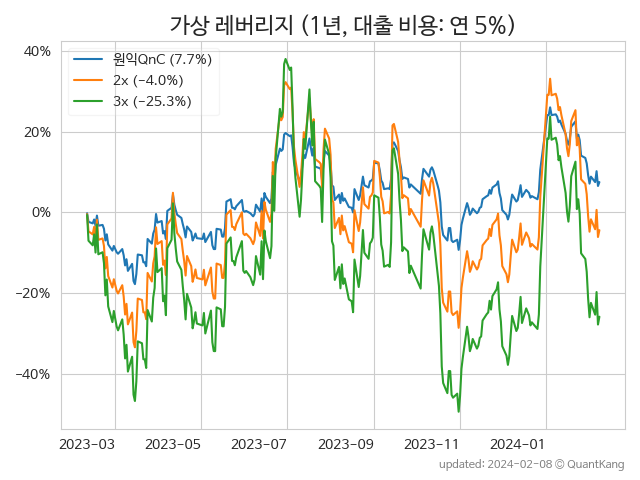 가상 레버리지 (1년, 대출 비용: 연 5%)
원익QnC (7.7%)
2x (−4.0%)
3x (−25.3%)
40%
20%
0%
−20%
−40%
2023-03
2023-05
2023-07
2023-09
2023-11
2024-01
updated: 2024-02-08 © QuantKang